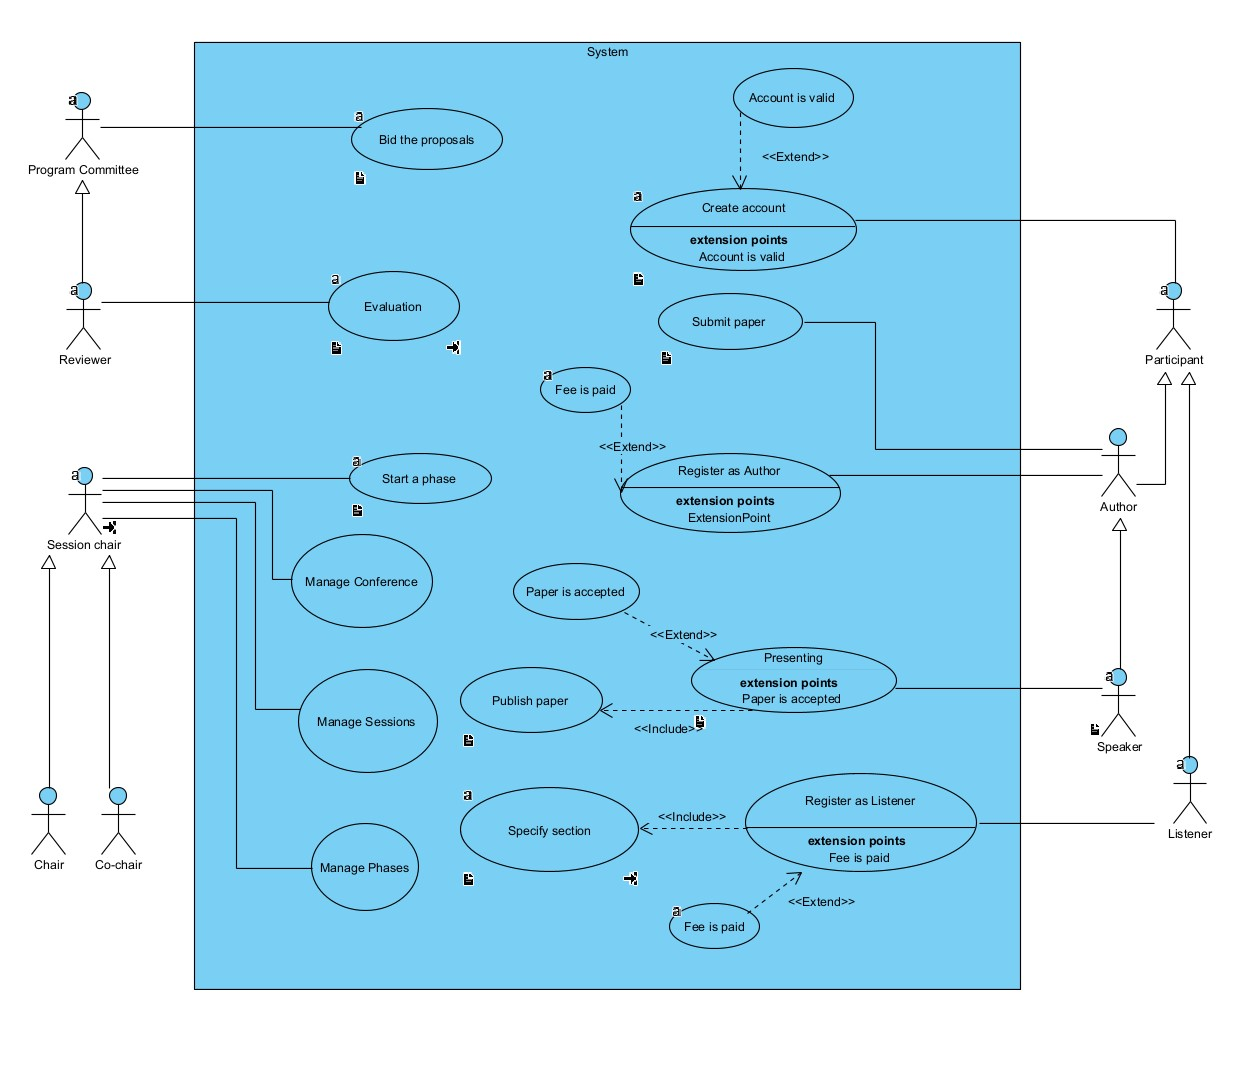 System
Account is valid
a
a
Bid the proposals
Program Committee
<<Extend>>
a
Create account
extension points
Account is valid
a
Evaluation
Reviewer
a
Submit paper
a
Participant
a
Fee is paid
<<Extend>>
Register as Author
extension points
ExtensionPoint
Author
a
Start a phase
a
Session chair
Manage Conference
Paper is accepted
<<Extend>>
Presenting
extension points
Paper is accepted
Publish paper
<<Include>>
a
Speaker
Manage Sessions
a
Specify section
<<Include>>
Register as Listener
extension points
Fee is paid
a
Listener
Chair
Co-chair
Manage Phases
<<Extend>>
a
Fee is paid
a